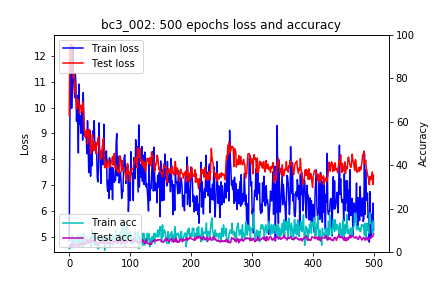 bc3_002: 500 epochs loss and accuracy
Train loss
Test loss
Train acc
Test acc
Loss
Accuracy
12
11
10
9
8
7
6
5
100
80
60
40
20
0
0
100
200
300
400
500